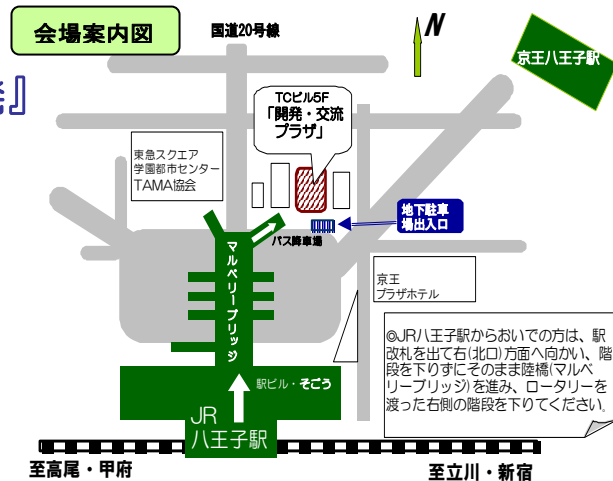 会場案内図
国道20号線
N
京王八王子駅
』
TCビル5F
「開発・交流
プラザ」
東急スクエア
学園都市センター
TAMA協会
地下駐車
場出入口
バス降車場
マルベリーブリッジ
京王
プラザホテル
◎JR八王子駅からおいでの方は、駅
改札を出て右(北口)方面へ向かい、階
段を下りずにそのまま陸橋(マルベ
リーブリッジ)を進み、ロータリーを
渡った右側の階段を下りてください。
駅ビル・そごう
JR
八王子駅
至高尾・甲府
至立川・新宿